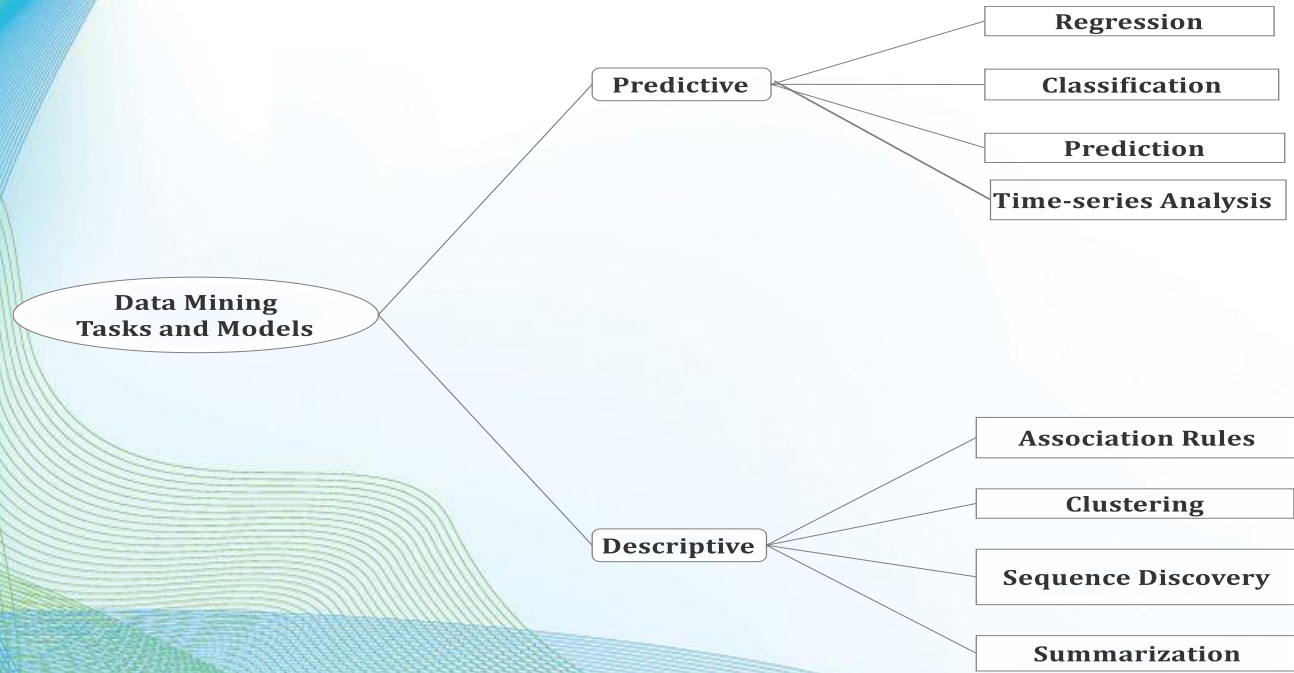 Regression
Predictive
Classification
Prediction
Time-series Analysis
Data Mining
Tasks and Models
Association Rules
Clustering
Descriptive
Sequence Discovery
Summarization